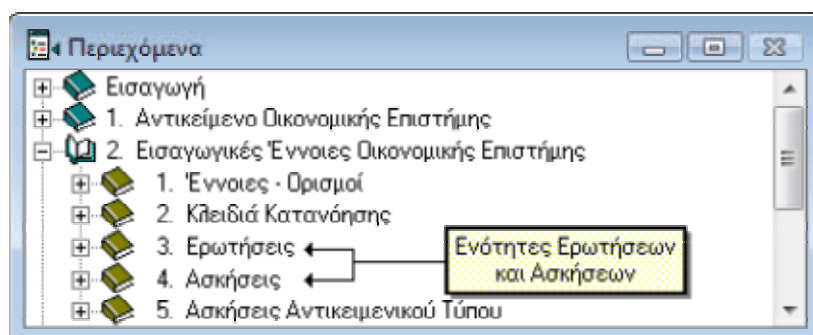 Περιεχόμενα
Εισαγωγή
1. Αντικείμενο Οικονομικής Επιστήμης
2. Εισαγωγικές Έννοιες Οικονομικής Επιστήμης
1. Έννοιες - Ορισμοί
2. Κλειδιά Κατανόησης
3. Ερωτήσεις
4. Ασκήσεις
Ενότητες Ερωτήσεων
και Ασκήσεων
5. Ασκήσεις Αντικειμενικού Τύπου